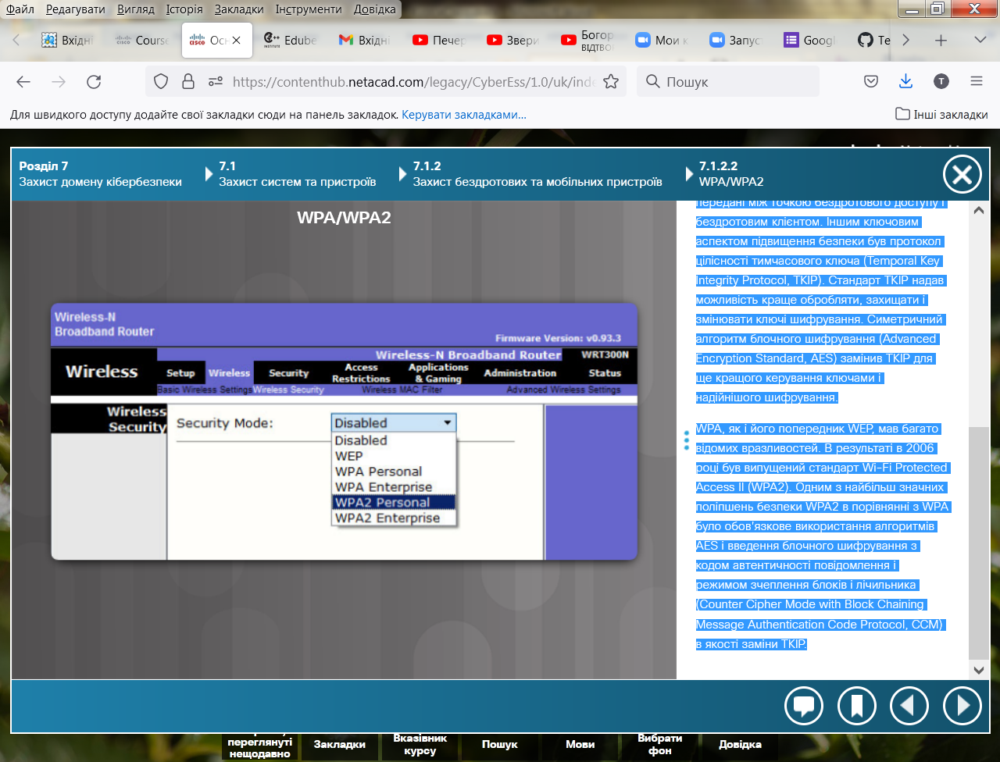 Файл Редагувати Вигляд Історія Закладки Інструменти Довідка
Вхідні
Course
Осн
Edube
Вхідні
Печер
Звери
Богор
ВІДТВО
Мои к
Запус
Googl
Те
https://contenthub.netacad.com/legacy/CyberEss/1.0/uk/inde
Пошук
T
Для швидкого доступу додайте свої закладки сюди на панель закладок. Керувати закладками...
Інші закладки
Розділ 7
Захист домену кібербезпеки
7.1
Захист систем та пристроїв
7.1.2
Захист бездротових та мобільних пристроїв
7.1.2.2
WPA/WPA2
WPA/WPA2
Wireless-N
Broadband Router
Firmware Version: v0.93.3
Wireless-N Broadband Router WRT300N
Wireless
Setup Wireless Security Access Restrictions Applications & Gaming Administration Status
Basic Wireless Settings Wireless Security Wireless MAC Filter Advanced Wireless Settings
Wireless
Security
Security Mode:
Disabled
Disabled
WEP
WPA Personal
WPA Enterprise
WPA2 Personal
WPA2 Enterprise
передані між точкою бездротового доступу і
бездротовим клієнтом. Іншим ключовим
аспектом підвищення безпеки був протокол
цілісності тимчасового ключа (Temporal Key
Integrity Protocol, TKIP). Стандарт TKIP надав
можливість краще обробляти, захищати і
змінювати ключі шифрування. Симетричний
алгоритм блочного шифрування (Advanced
Encryption Standard, AES) замінив TKIP для
ще кращого керування ключами і
надійнішого шифрування.
WPA, як і його попередник WEP, мав багато
відомих вразливостей. В результаті в 2006
році був випущений стандарт Wi-Fi Protected
Access II (WPA2). Одним з найбільш значних
поліпшень безпеки WPA2 в порівнянні з WPA
було обов'язкове використання алгоритмів
AES і введення блочного шифрування з
кодом автентичності повідомлення і
режимом зчеплення блоків і лічильника
(Counter Cipher Mode with Block Chaining
Message Authentication Code Protocol, CCM)
в якості заміни TKIP.
переглянуті
нещодавно
Закладки
Вказівник
курсу
Пошук
Мови
Вибрати
фон
Довідка